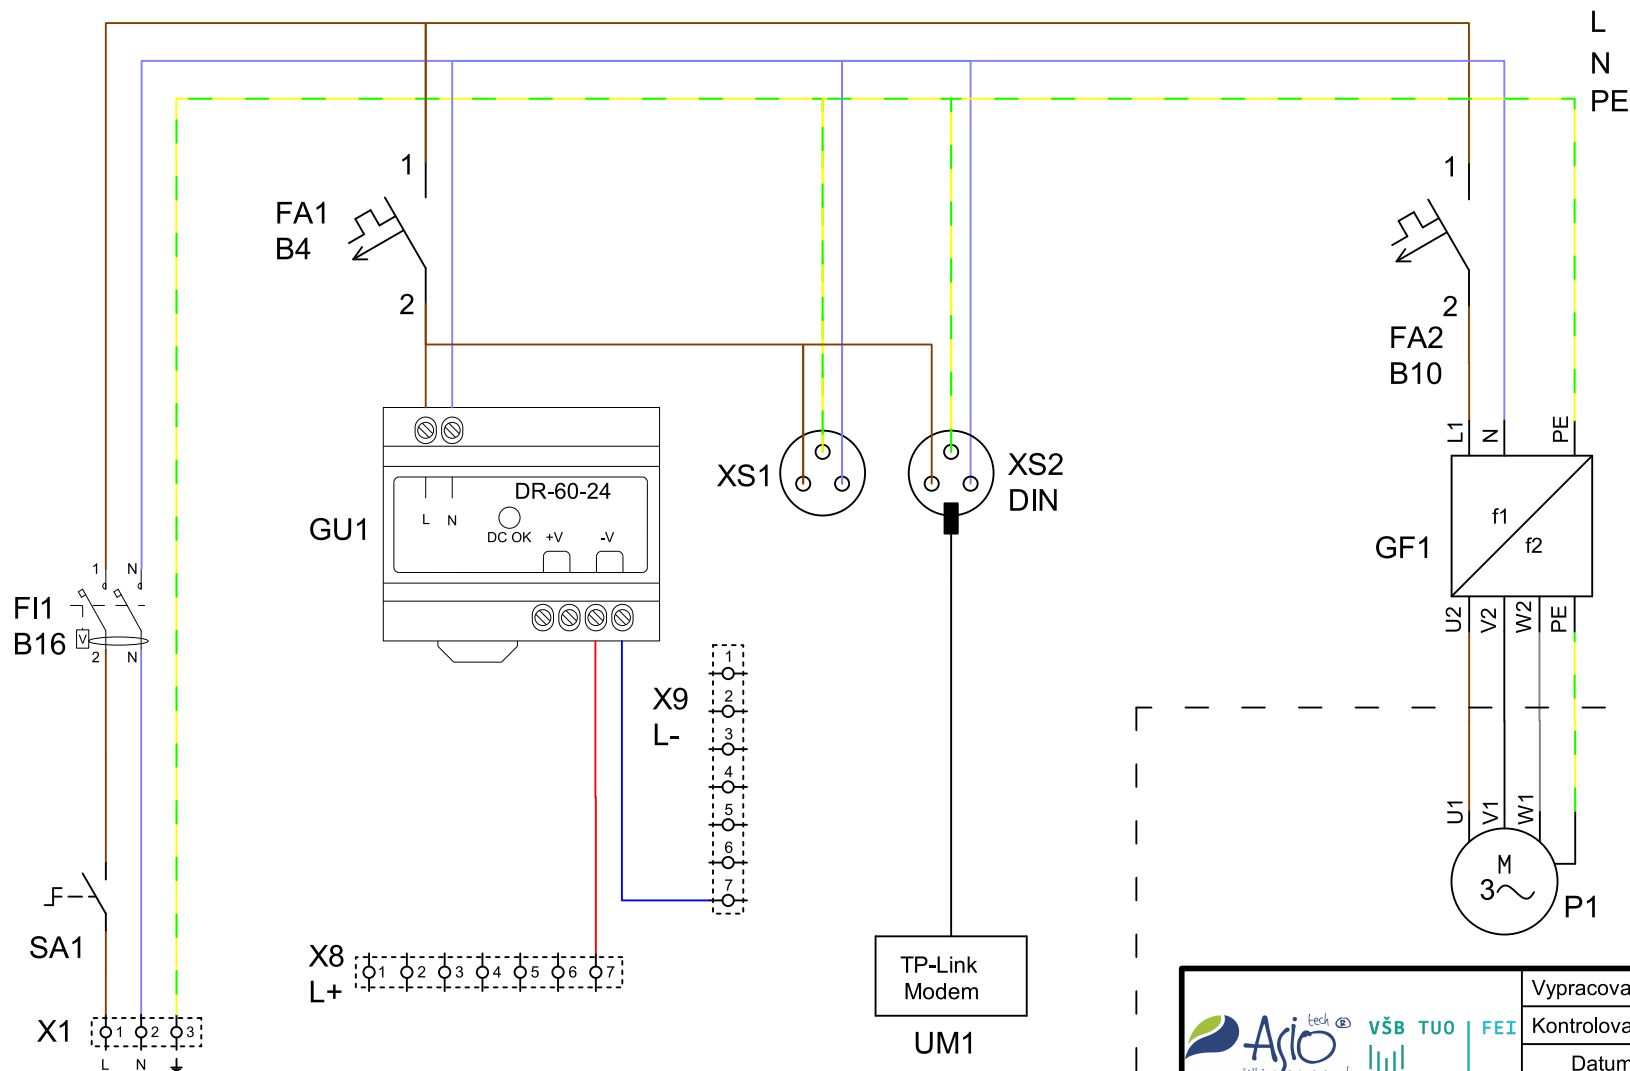 L
N
PE
1
FA1
B4
2
1
2
FA2
B10
L1
N
PE
XS1
XS2
DIN
GU1
DR-60-24
L
N
DC OK
+V
-V
GF1
f1
f2
U2
V2
W2
PE
FI1
B16
1
N
V
2
N
X9
L-
1
2
3
4
5
6
7
U1
V1
W1
M
3
P1
SA1
X8
L+
1
2
3
4
5
6
7
TP-Link
Modem
UM1
X1
1
2
3
L
N
Asio
tech ®
VŠB TUO
FEI
Vypracova
Kontrolova
Datum